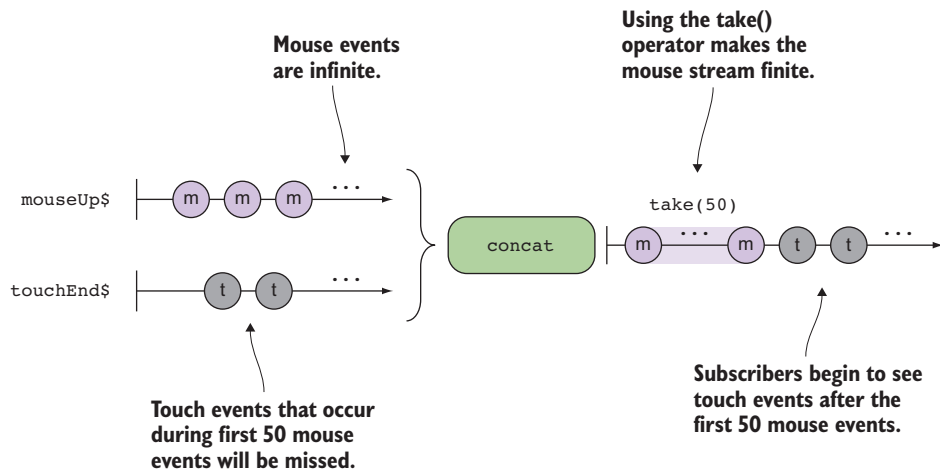 Mouse events
are infinite.
Using the take()
operator makes the
mouse stream finite.
mouseUp$
m
m
m
...
touchEnd$
t
t
...
concat
take(50)
m
...
m
t
t
...
Touch events that occur
during first 50 mouse
events will be missed.
Subscribers begin to see
touch events after the
first 50 mouse events.